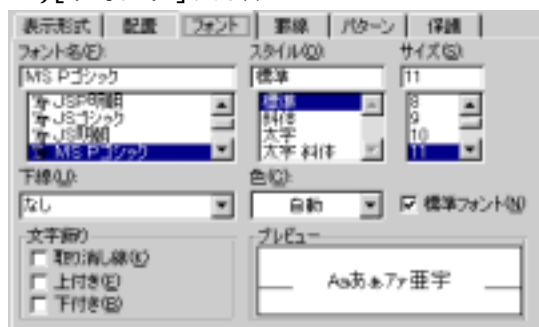 表示形式 配置 フォント 罫線 パターン 保護
フォント名(F): スタイル(O): サイズ(S):
MS Pゴシック 標準 11
JSP明朝 標準 8
JSゴシック 斜体 9
JS明朝 太字 10
MS Pゴシック 太字 斜体 11
下線(U): 色(C):
なし 自動 標準フォント(N)
文字飾り プレビュー
取り消し線(K)
上付き(E) Aaあぁアァ亜宇
下付き(B)